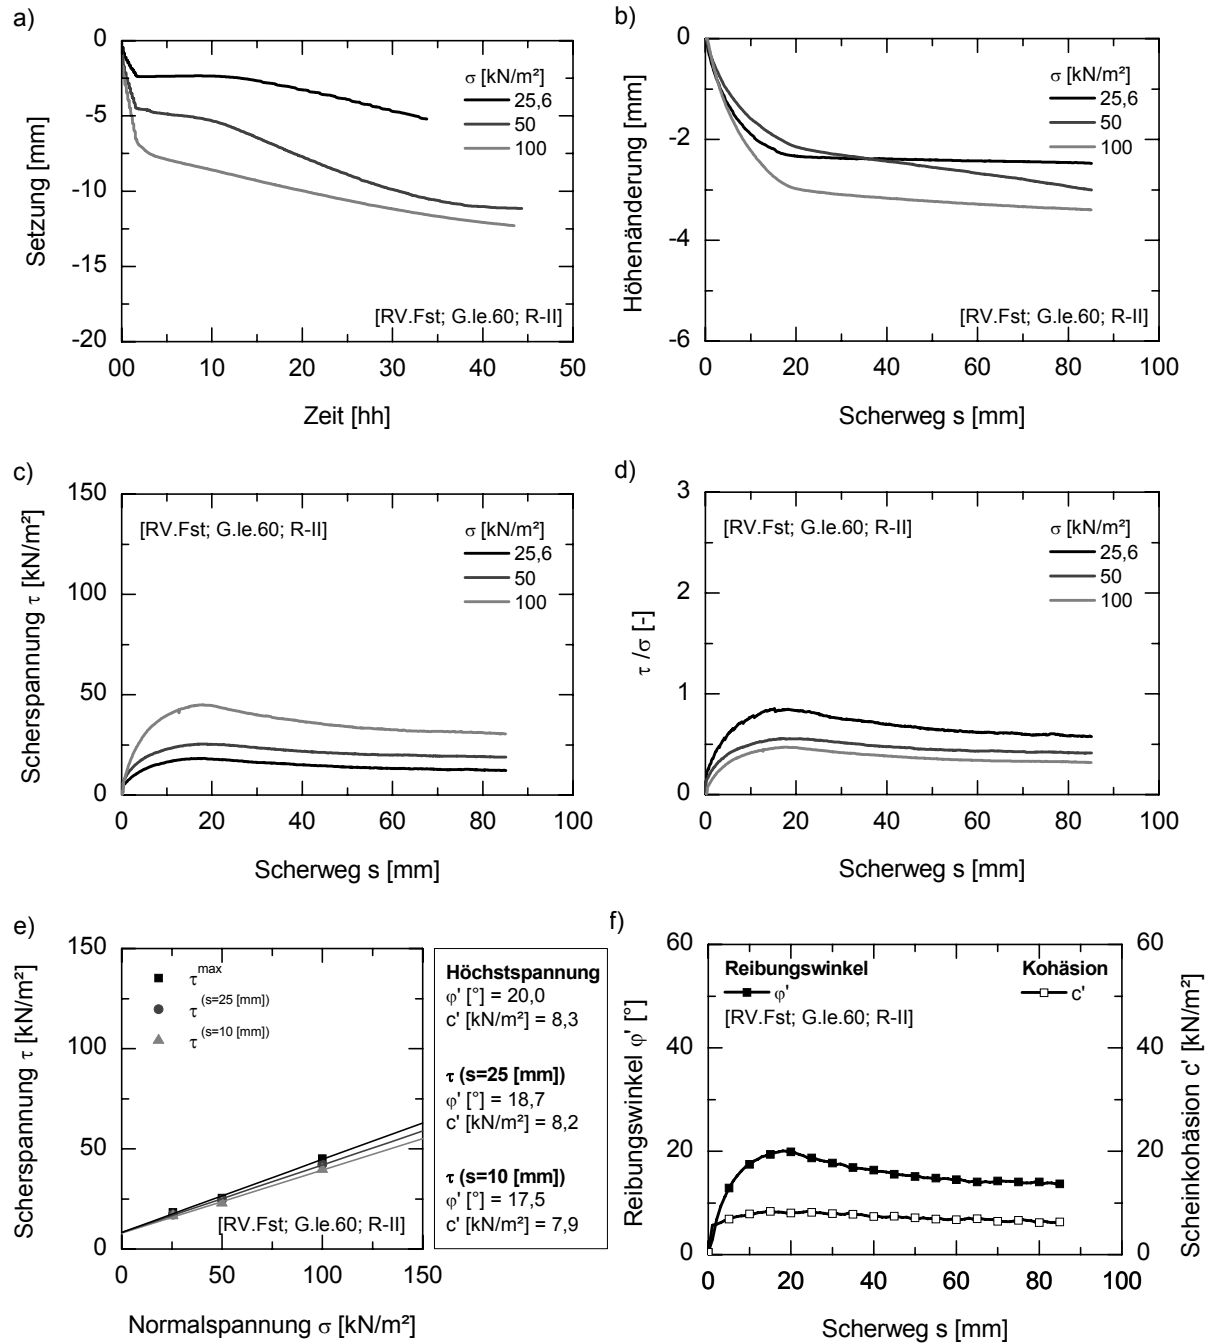 a)
0
-5
-10
-15
-20
Setzung [mm]
σ [kN/m²]
25,6
50
100
[RV.Fst; G.le.60; R-II]
00
10
20
30
40
50
Zeit [hh]
b)
0
-2
-4
-6
Höhenänderung [mm]
σ [kN/m²]
25,6
50
100
[RV.Fst; G.le.60; R-II]
0
20
40
60
80
100
Scherweg s [mm]
c)
150
100
50
0
Scherspannung τ [kN/m²]
[RV.Fst; G.le.60; R-II]
σ [kN/m²]
25,6
50
100
0
20
40
60
80
100
Scherweg s [mm]
d)
3
2
1
0
τ /σ [-]
[RV.Fst; G.le.60; R-II]
σ [kN/m²]
25,6
50
100
0
20
40
60
80
100
Scherweg s [mm]
e)
150
100
50
0
Scherspannung τ [kN/m²]
τ max
τ (s=25 [mm])
τ (s=10 [mm])
[RV.Fst; G.le.60; R-II]
0
50
100
150
Normalspannung σ [kN/m²]
Höchstspannung
φ' [°] = 20,0
c' [kN/m²] = 8,3
τ (s=25 [mm])
φ' [°] = 18,7
c' [kN/m²] = 8,2
τ (s=10 [mm])
φ' [°] = 17,5
c' [kN/m²] = 7,9
f)
60
40
20
0
Reibungswinkel φ' [°]
Reibungswinkel
φ'
[RV.Fst; G.le.60; R-II]
Kohäsion
c'
60
40
20
0
Scheinkohäsion c' [kN/m²]
0
20
40
60
80
100
Scherweg s [mm]